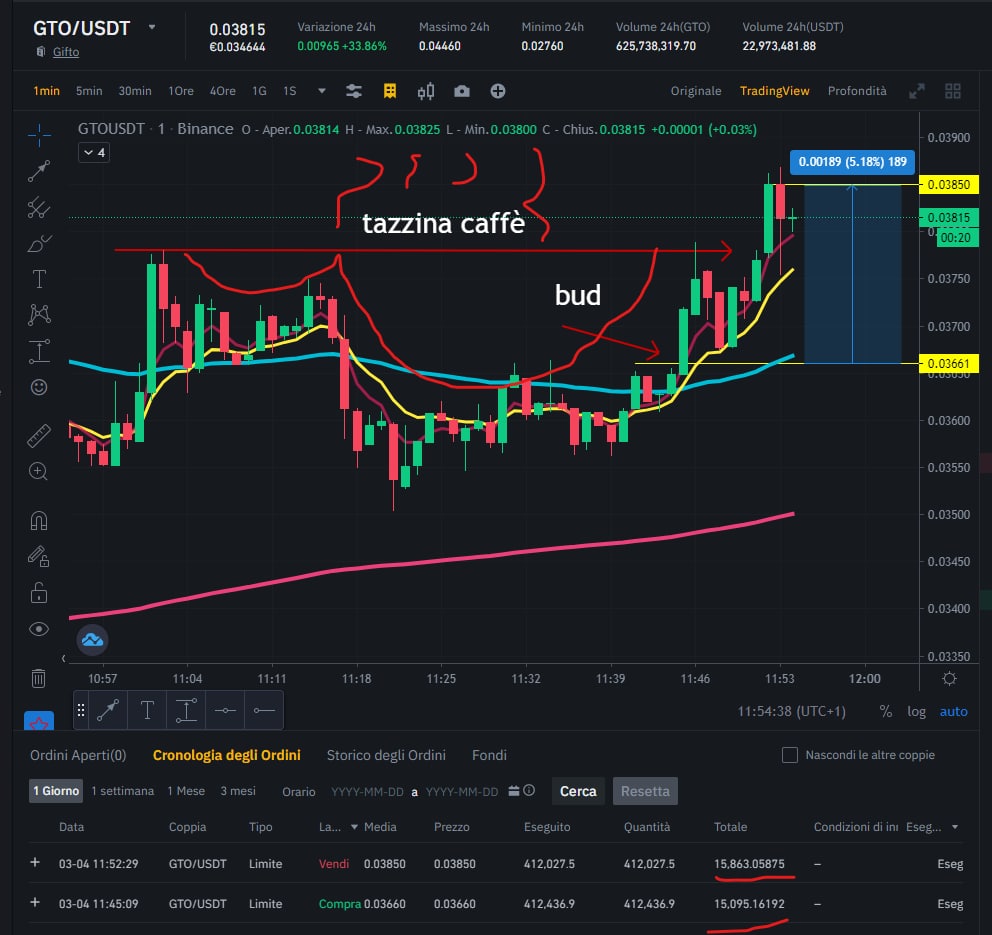 GTO/USDT
Gifto
0.03815
€0.034644
Variazione 24h
0.00965 +33.86%
Massimo 24h
0.04460
Minimo 24h
0.02760
Volume 24h(GTO)
625,738,319.70
Volume 24h(USDT)
22,973,481.88
1min 5min 30min 1Ore 4Ore 1G 1S
Originale TradingView Profondità
GTOUSDT · 1 · Binance O - Aper.0.03814 H - Max.0.03825 L - Min.0.03800 C - Chius.0.03815 +0.00001 (+0.03%)
4
0.00189 (5.18%) 189
tazzina caffè
bud
0.03900
0.03850
0.03815
00:20
0.03750
0.03700
0.03661
0.03600
0.03550
0.03500
0.03450
0.03400
0.03350
10:57 11:04 11:11 11:18 11:25 11:32 11:39 11:46 11:53 12:00
11:54:38 (UTC+1) % log auto
Ordini Aperti(0) Cronologia degli Ordini Storico degli Ordini Fondi
Nascondi le altre coppie
1 Giorno 1 settimana 1 Mese 3 mesi Orario YYYY-MM-DD a YYYY-MM-DD Cerca Resetta
Data Coppia Tipo La... Media Prezzo Eseguito Quantità Totale Condizioni di in Eseg...
03-04 11:52:29 GTO/USDT Limite Vendi 0.03850 0.03850 412,027.5 412,027.5 15,863.05875 – Eseg
03-04 11:45:09 GTO/USDT Limite Compra 0.03660 0.03660 412,436.9 412,436.9 15,095.16192 – Eseg